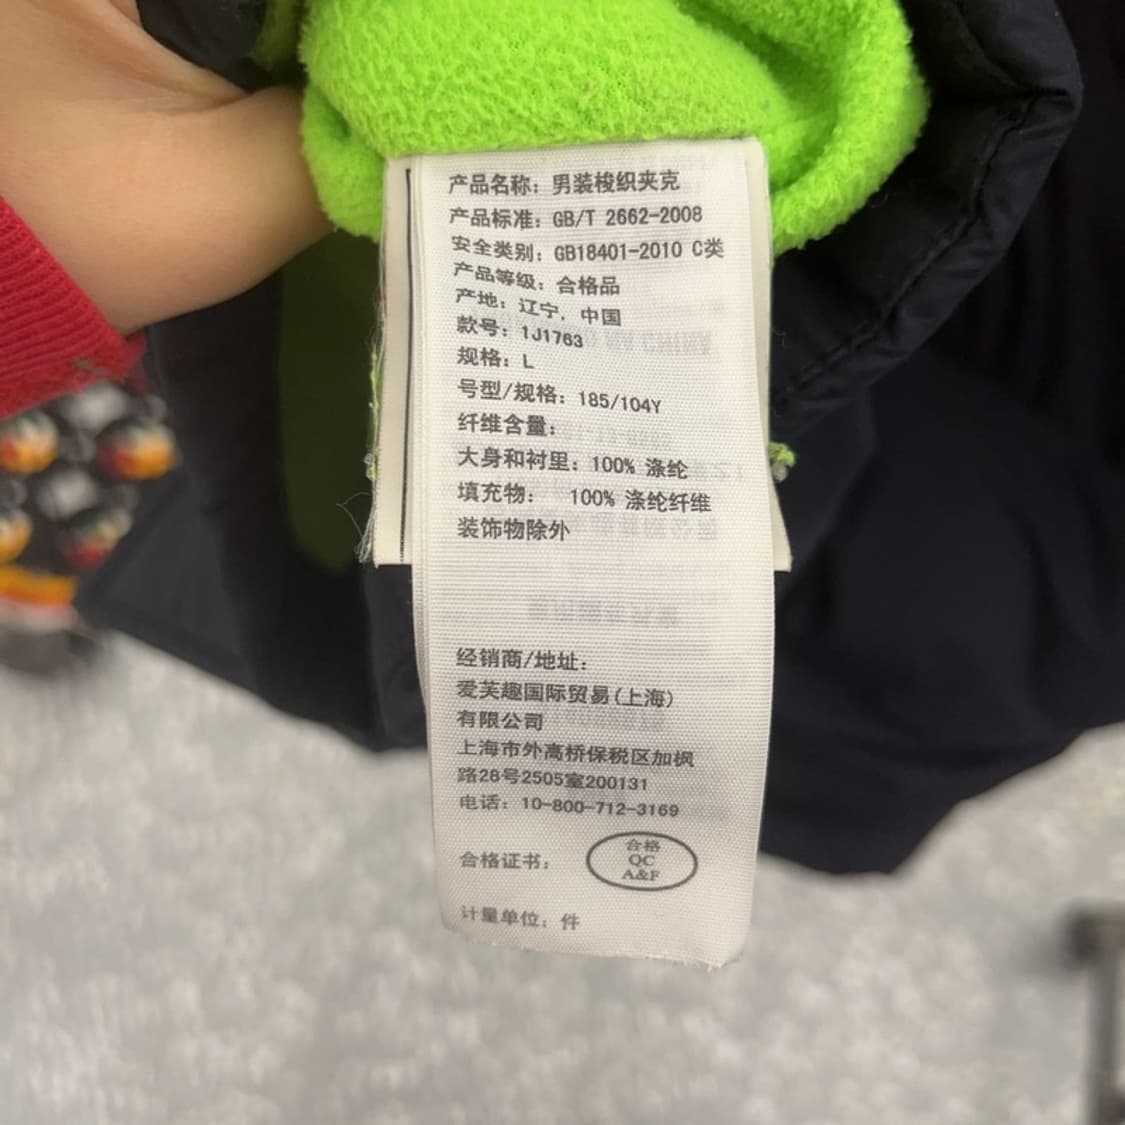 产品名称：男装梭织夹克
产品标准：GB/T 2662-2008
安全类别：GB18401-2010 C类
产品等级：合格品
产地：辽宁，中国
款号：1J1763
规格：L
号型/规格：185/104Y
纤维含量：
大身和衬里：100% 涤纶
填充物： 100% 涤纶纤维
装饰物除外
经销商/地址：
爱芙趣国际贸易(上海)
有限公司
上海市外高桥保税区加枫
路28号2505室200131
电话：10-800-712-3169
合格证书：
合格
QC
A&F
计量单位：件